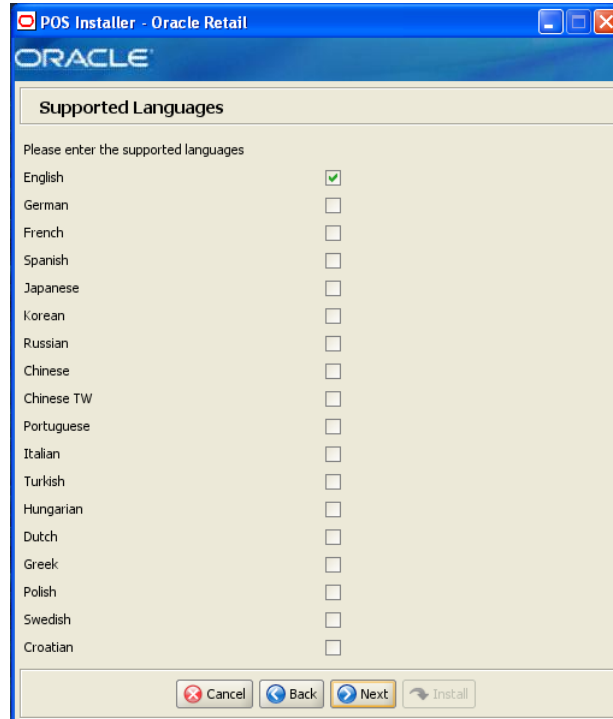 POS Installer - Oracle Retail
ORACLE
Supported Languages
Please enter the supported languages
English
German
French
Spanish
Japanese
Korean
Russian
Chinese
Chinese TW
Portuguese
Italian
Turkish
Hungarian
Dutch
Greek
Polish
Swedish
Croatian
Cancel Back Next Install